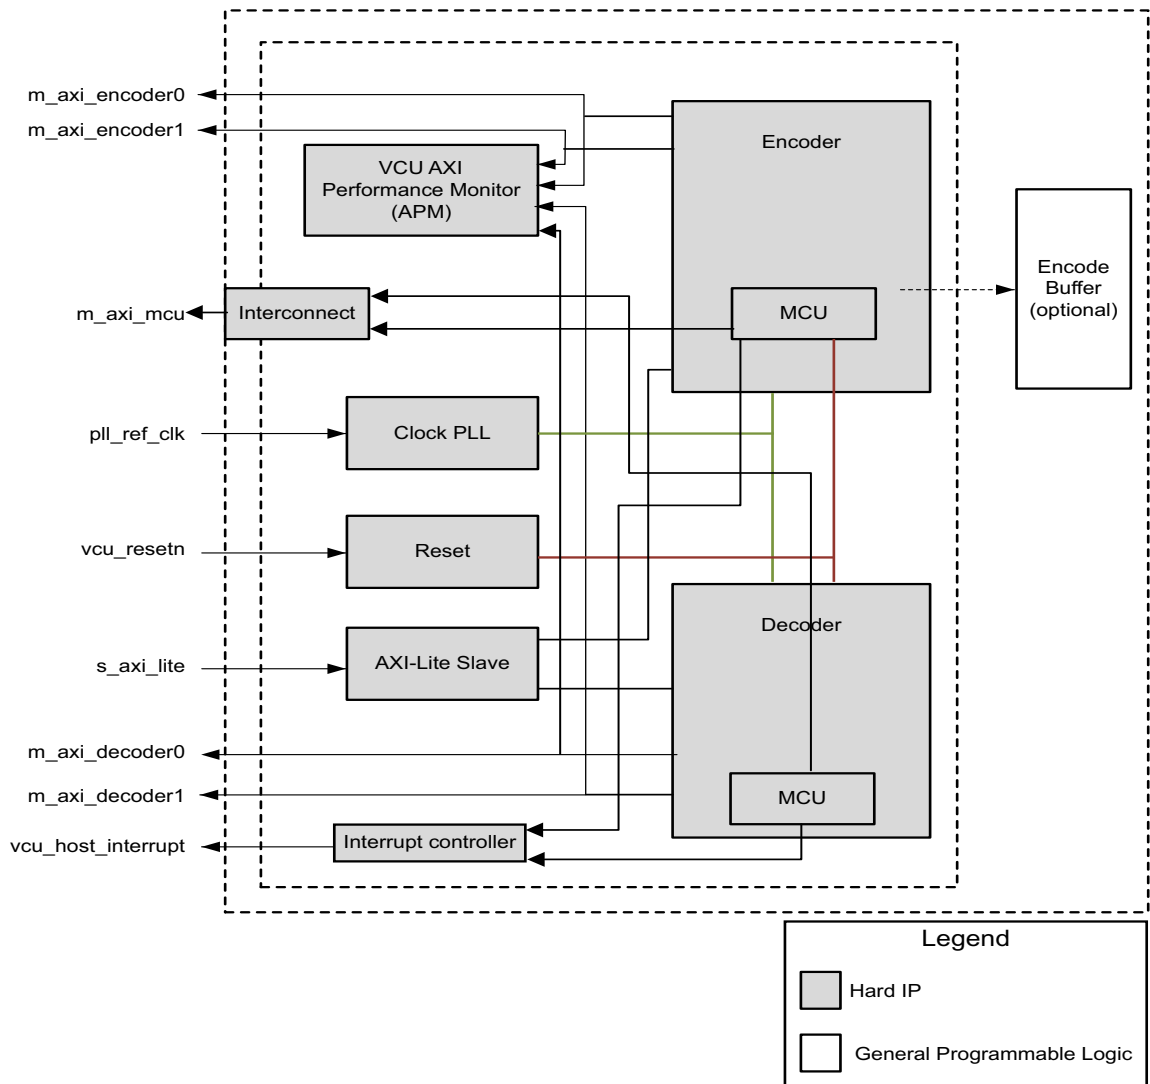 m_axi_encoder0
m_axi_encoder1
VCU AXI
Performance Monitor
(APM)
Encoder
Encode
Buffer
(optional)
m_axi_mcu
Interconnect
MCU
pll_ref_clk
Clock PLL
vcu_resetn
Reset
Decoder
s_axi_lite
AXI-Lite Slave
m_axi_decoder0
m_axi_decoder1
MCU
vcu_host_interrupt
Interrupt controller
Legend
Hard IP
General Programmable Logic